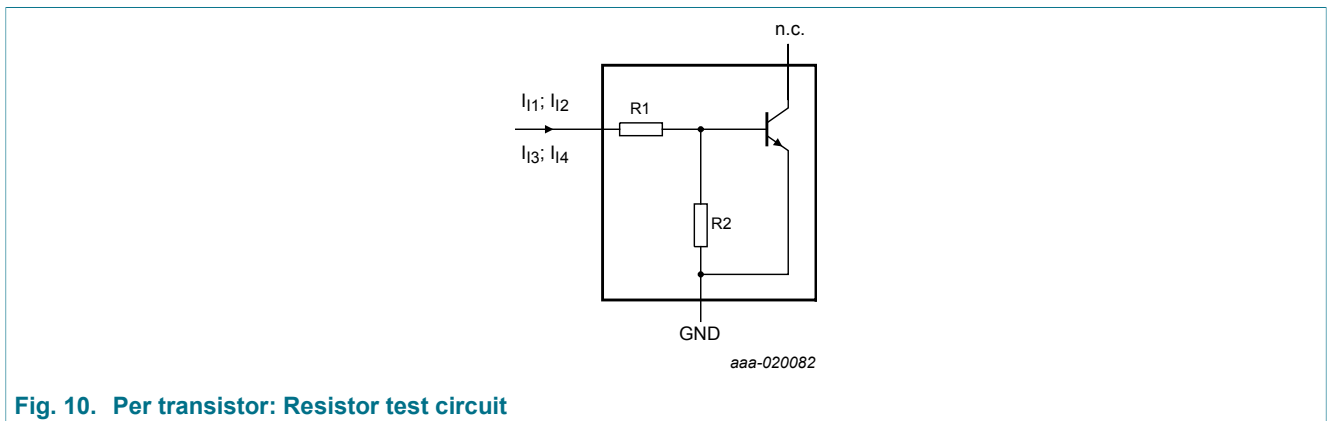 n.c.
I_I1; I_I2
R1
I_I3; I_I4
R2
GND
aaa-020082
Fig. 10. Per transistor: Resistor test circuit